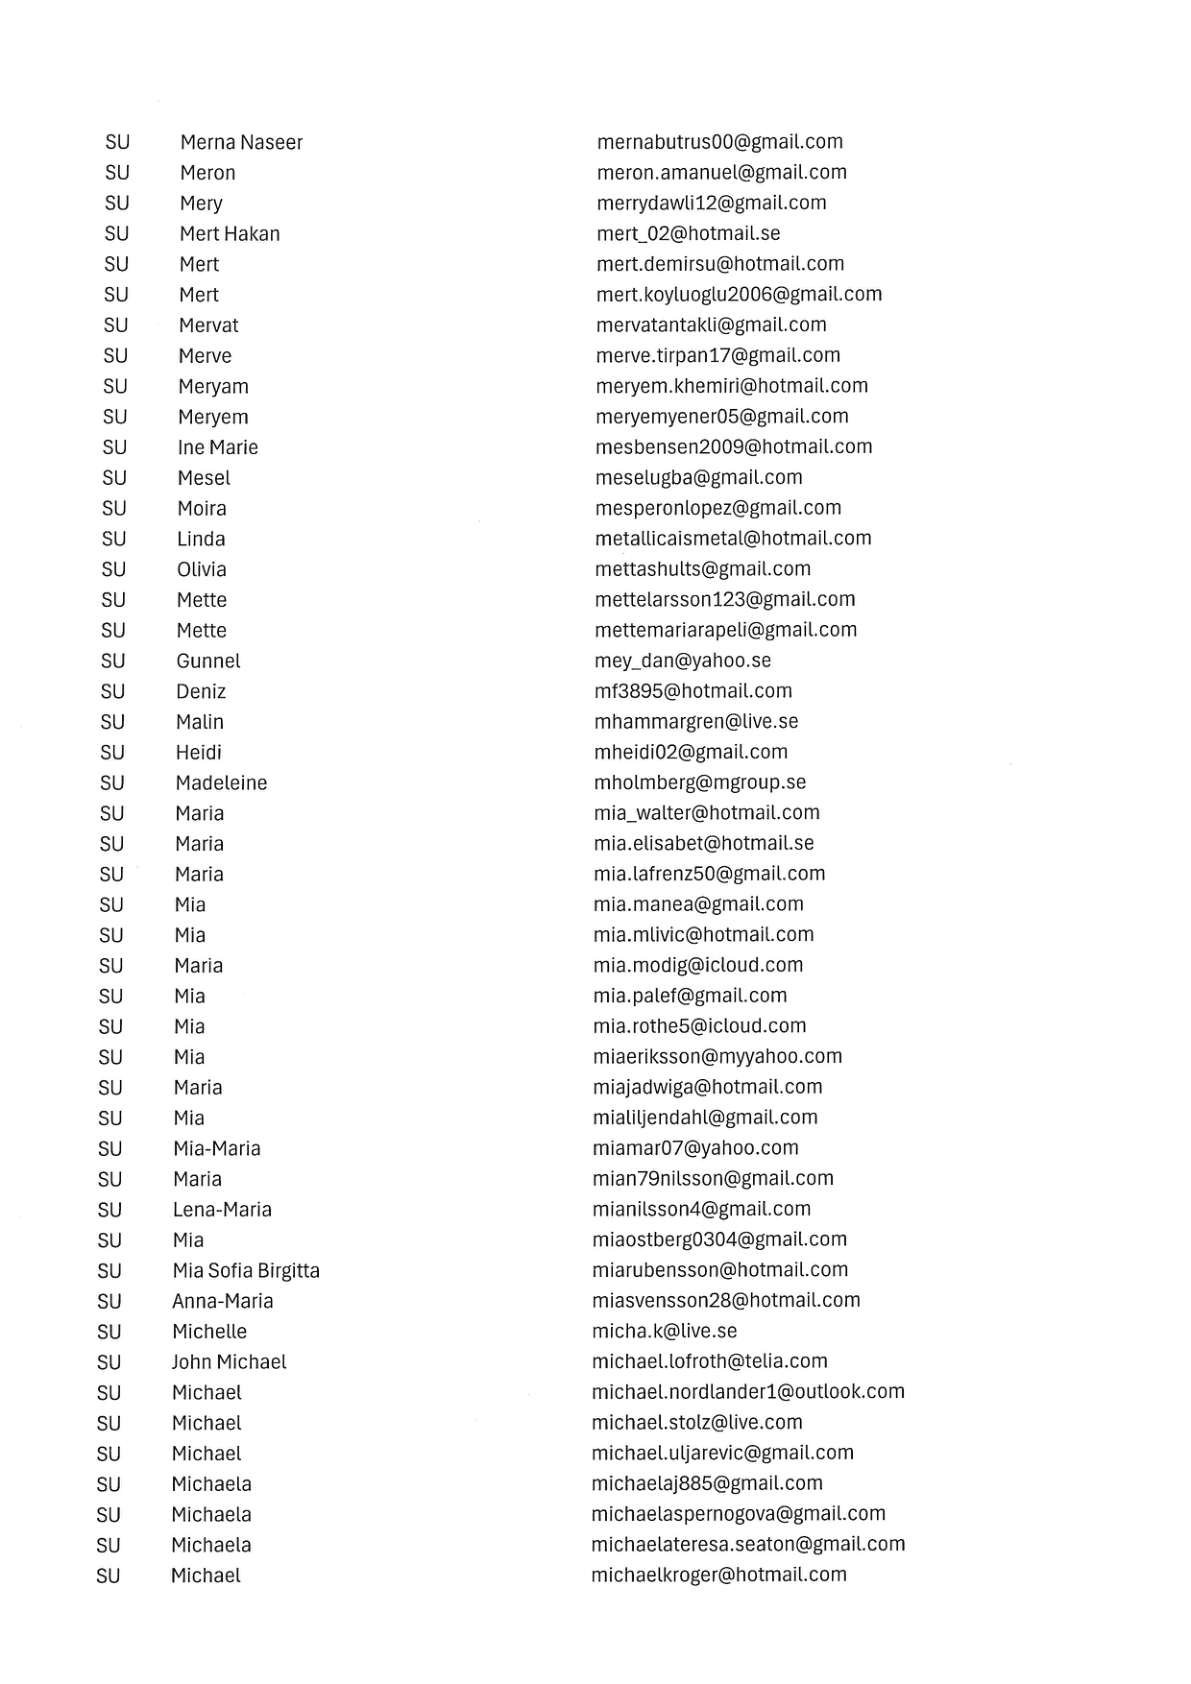 SU Merna Naseer mernabutrus00@gmail.com
SU Meron meron.amanuel@gmail.com
SU Mery merrydawli12@gmail.com
SU Mert Hakan mert_02@hotmail.se
SU Mert mert.demirsu@hotmail.com
SU Mert mert.koyluoglu2006@gmail.com
SU Mervat mervatantakli@gmail.com
SU Merve merve.tirpan17@gmail.com
SU Meryam meryem.khemiri@hotmail.com
SU Meryem meryemyener05@gmail.com
SU Ine Marie mesbensen2009@hotmail.com
SU Mesel meselugba@gmail.com
SU Moira mesperonlopez@gmail.com
SU Linda metallicaismetal@hotmail.com
SU Olivia mettashults@gmail.com
SU Mette mettelarsson123@gmail.com
SU Mette mettemariarapeli@gmail.com
SU Gunnel mey_dan@yahoo.se
SU Deniz mf3895@hotmail.com
SU Malin mhammargren@live.se
SU Heidi mheidi02@gmail.com
SU Madeleine mholmberg@mgroup.se
SU Maria mia_walter@hotmail.com
SU Maria mia.elisabet@hotmail.se
SU Maria mia.lafrenz50@gmail.com
SU Mia mia.manea@gmail.com
SU Mia mia.mlivic@hotmail.com
SU Maria mia.modig@icloud.com
SU Mia mia.palef@gmail.com
SU Mia mia.rothe5@icloud.com
SU Mia miaeriksson@myyahoo.com
SU Maria miajadwiga@hotmail.com
SU Mia mialiljendahl@gmail.com
SU Mia-Maria miamar07@yahoo.com
SU Maria mian79nilsson@gmail.com
SU Lena-Maria mianilsson4@gmail.com
SU Mia miaostberg0304@gmail.com
SU Mia Sofia Birgitta miarubensson@hotmail.com
SU Anna-Maria miasvensson28@hotmail.com
SU Michelle micha.k@live.se
SU John Michael michael.lofroth@telia.com
SU Michael michael.nordlander1@outlook.com
SU Michael michael.stolz@live.com
SU Michael michael.uljarevic@gmail.com
SU Michaela michaelaj885@gmail.com
SU Michaela michaelaspernogova@gmail.com
SU Michaela michaelateresa.seaton@gmail.com
SU Michael michaelkroger@hotmail.com